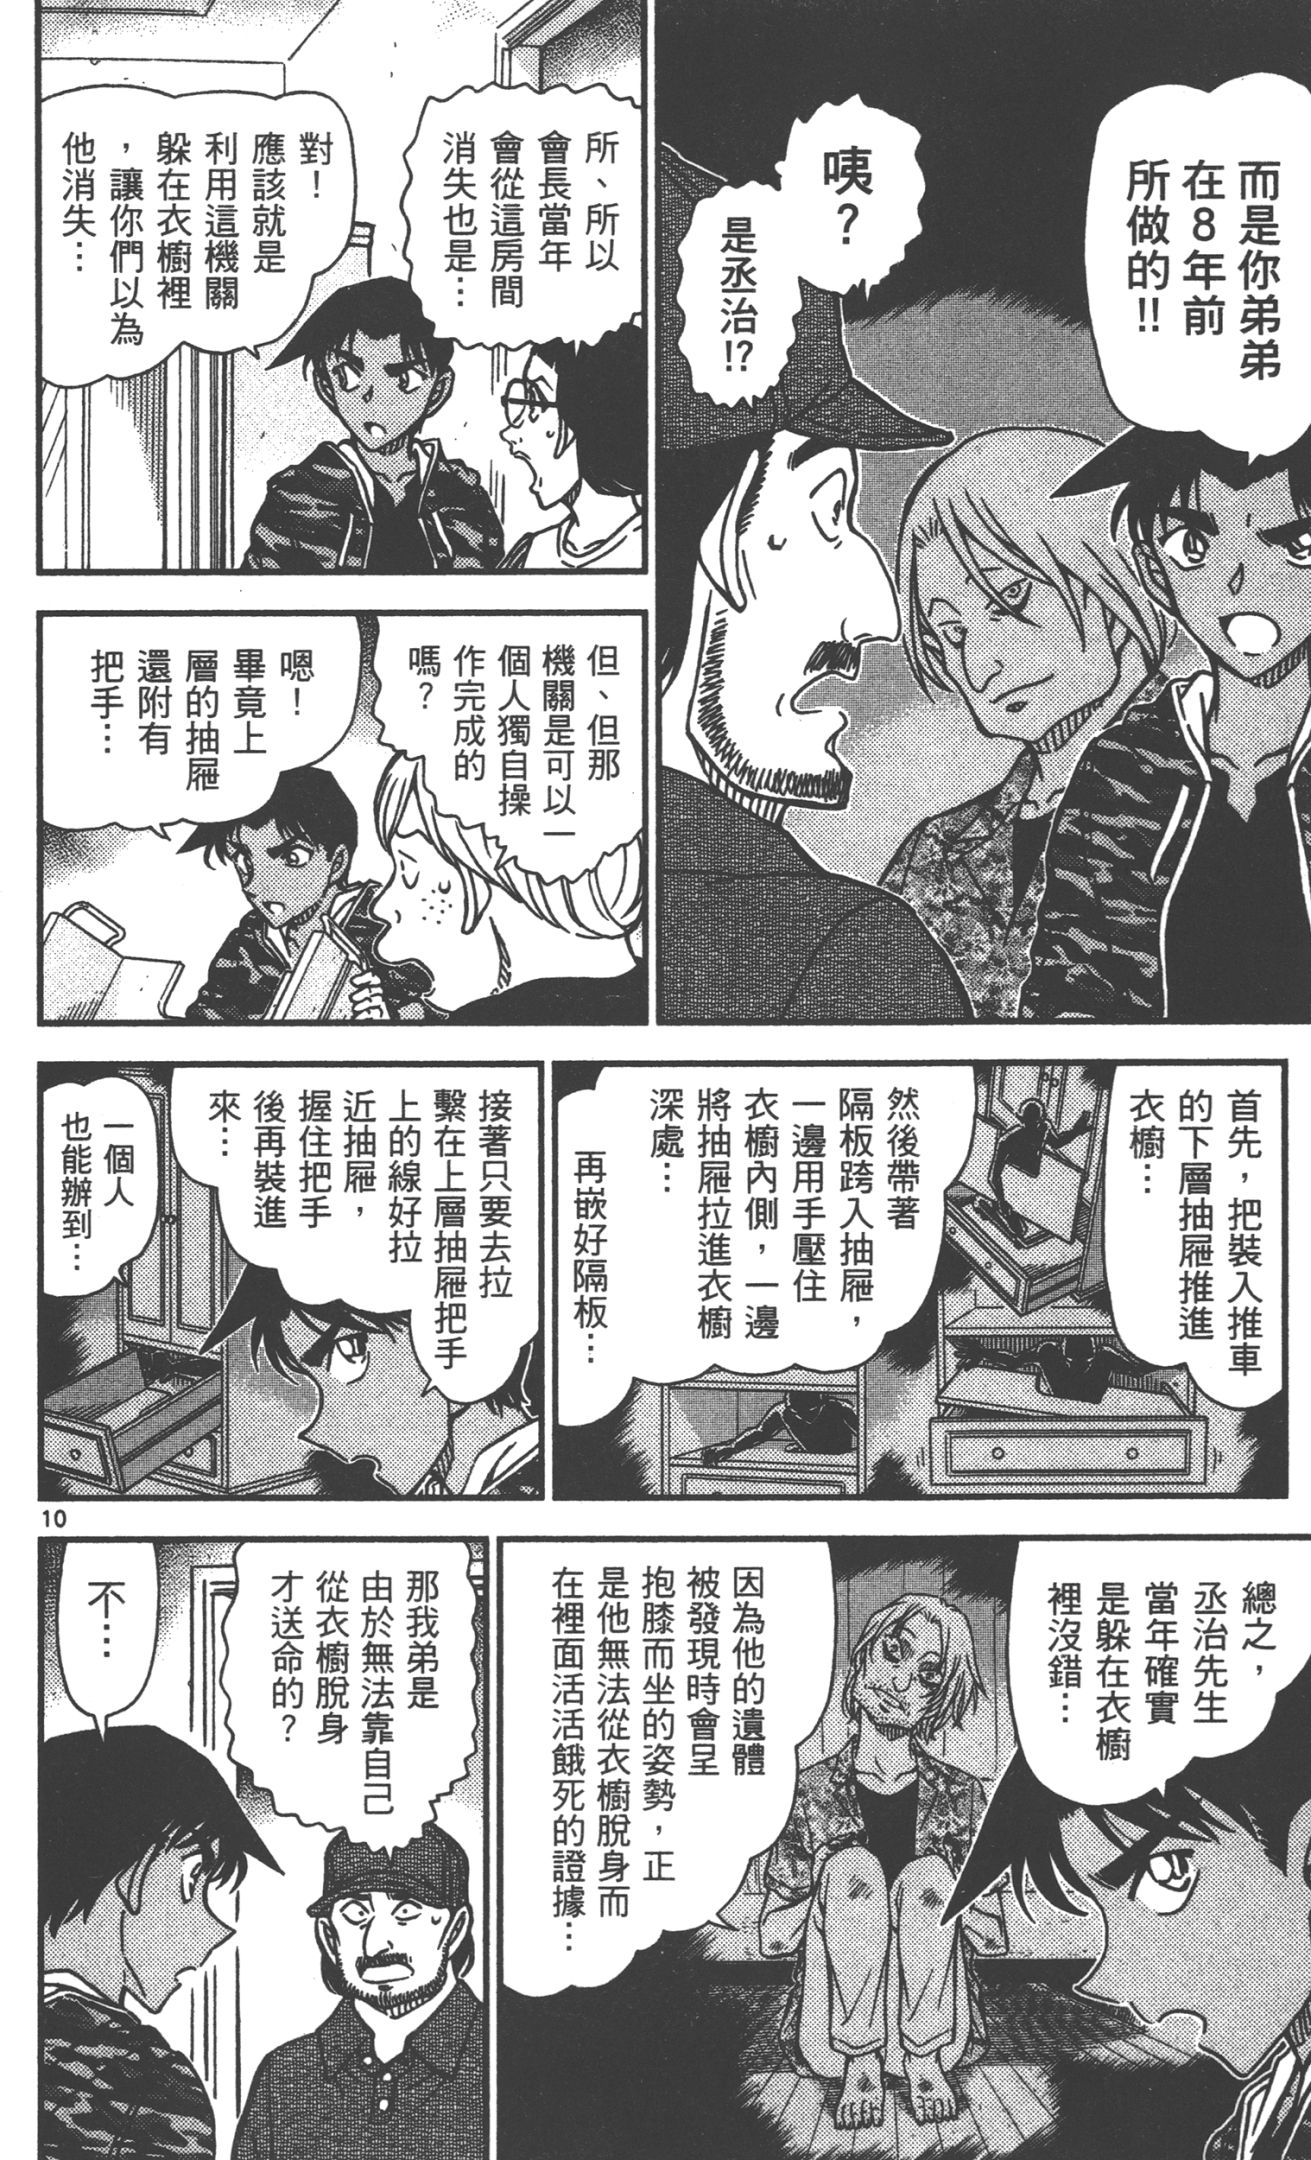 而是你弟弟
在8年前
所做的!!
咦?
是丞治!?
所、所以
會長當年
會從這房間
消失也是…
對!
應該就是
利用這機關
躲在衣櫥裡
，讓你們以為
他消失…
但、但那
機關是可以一
個人獨自操
作完成的
嗎?
嗯!
畢竟上
層的抽屜
還附有
把手…
首先，把裝入推車
的下層抽屜推進
衣櫥…
然後帶著
隔板跨入抽屜，
一邊用手壓住
衣櫥內側，一邊
將抽屜拉進衣櫥
深處…
再嵌好隔板…
接著只要去拉
繫在上層抽屜把手
上的線好拉
近抽屜，
握住把手
後再裝進
來…
一個人
也能辦到…
10
總之，
丞治先生
當年確實
是躲在衣櫥
裡沒錯…
因為他的遺體
被發現時會呈
抱膝而坐的姿勢，正
是他無法從衣櫥脫身而
在裡面活活餓死的證據…
那我弟是
由於無法靠自己
從衣櫥脫身
才送命的?
不…